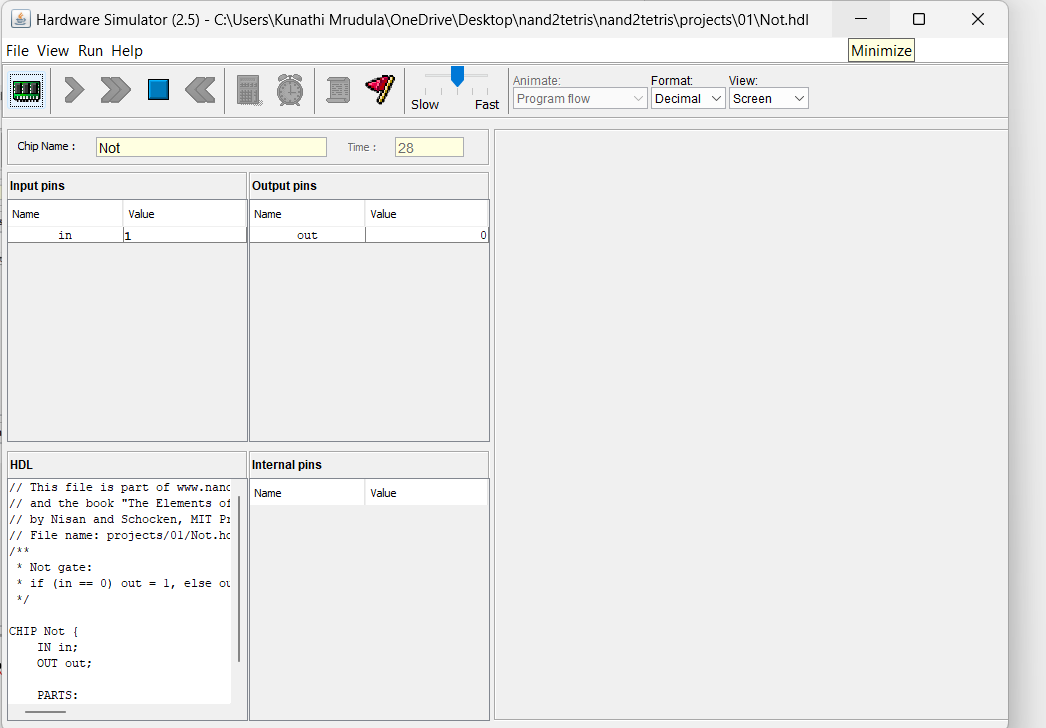 Hardware Simulator (2.5) - C:\Users\Kunathi Mrudula\OneDrive\Desktop\nand2tetris\nand2tetris\projects\01\Not.hdl
File View Run Help
Minimize
Slow Fast
Animate: Format: View:
Program flow Decimal Screen
Chip Name : Not Time : 28
Input pins Output pins
Name Value Name Value
in 1 out 0
HDL Internal pins
Name Value
// This file is part of www.nand
// and the book "The Elements of
// by Nisan and Schocken, MIT Pr
// File name: projects/01/Not.hd
/**
* Not gate:
* if (in == 0) out = 1, else ou
*/
CHIP Not {
IN in;
OUT out;
PARTS: